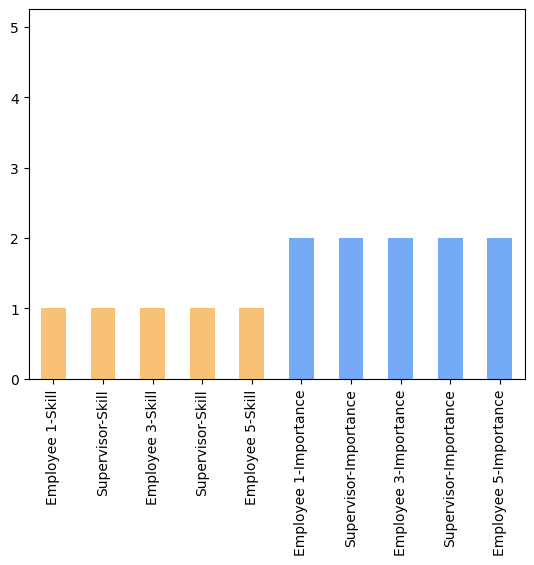 5
4
3
2
1
0
Employee 1-Skill
Supervisor-Skill
Employee 3-Skill
Supervisor-Skill
Employee 5-Skill
Employee 1-Importance
Supervisor-Importance
Employee 3-Importance
Supervisor-Importance
Employee 5-Importance